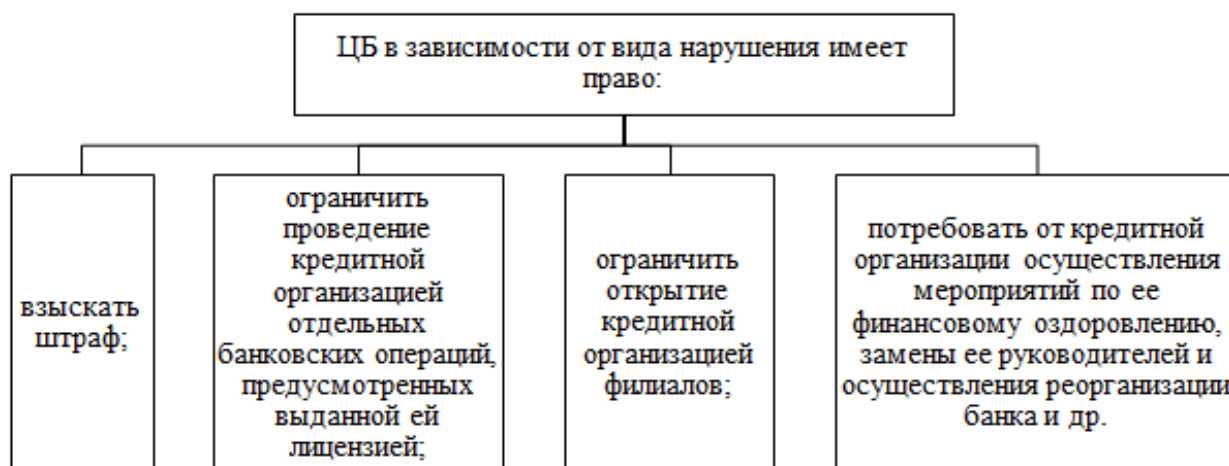 ЦБ в зависимости от вида нарушения имеет
право:
взыскать
штраф;
ограничить
проведение
кредитной
организацией
отдельных
банковских операций,
предусмотренных
выданной ей
лицензией;
ограничить
открытие
кредитной
организацией
филиалов;
потребовать от кредитной
организации осуществления
мероприятий по ее
финансовому оздоровлению,
замены ее руководителей и
осуществления реорганизации
банка и др.